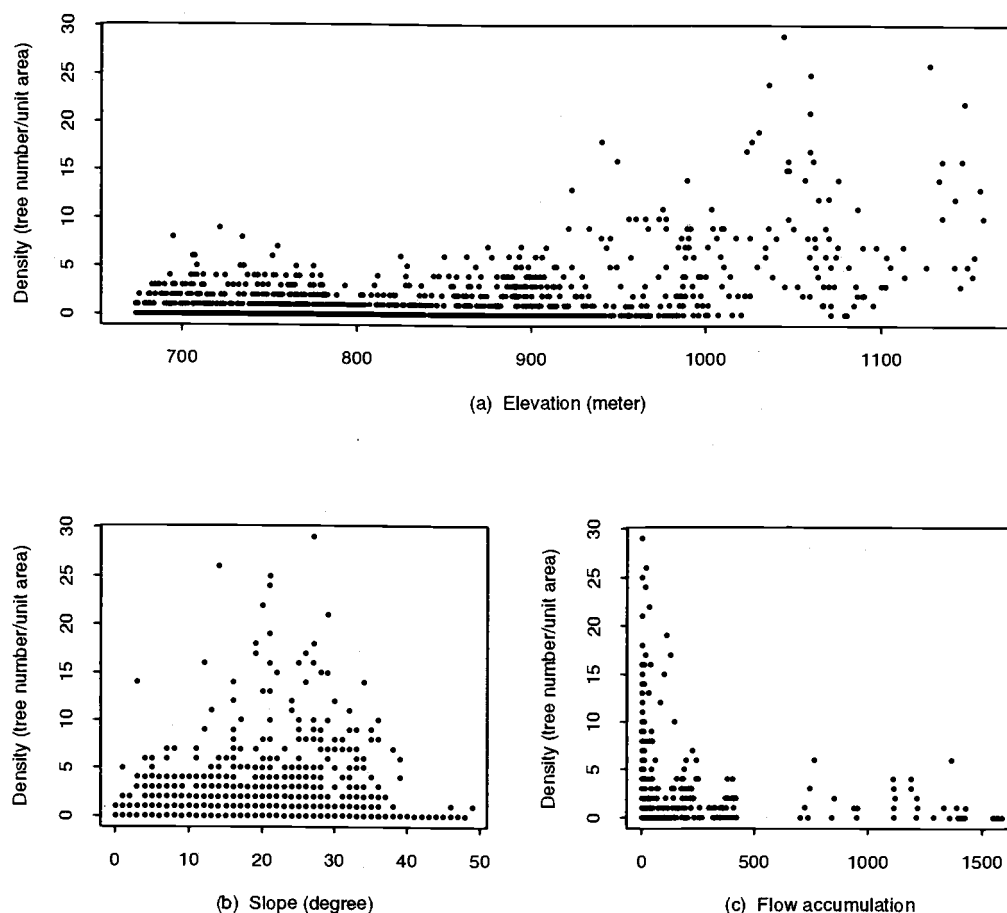 Density (tree number/unit area)
30
25
20
15
10
5
0
700 800 900 1000 1100
(a) Elevation (meter)
Density (tree number/unit area)
30
25
20
15
10
5
0
0 10 20 30 40 50
(b) Slope (degree)
Density (tree number/unit area)
30
25
20
15
10
5
0
0 500 1000 1500
(c) Flow accumulation